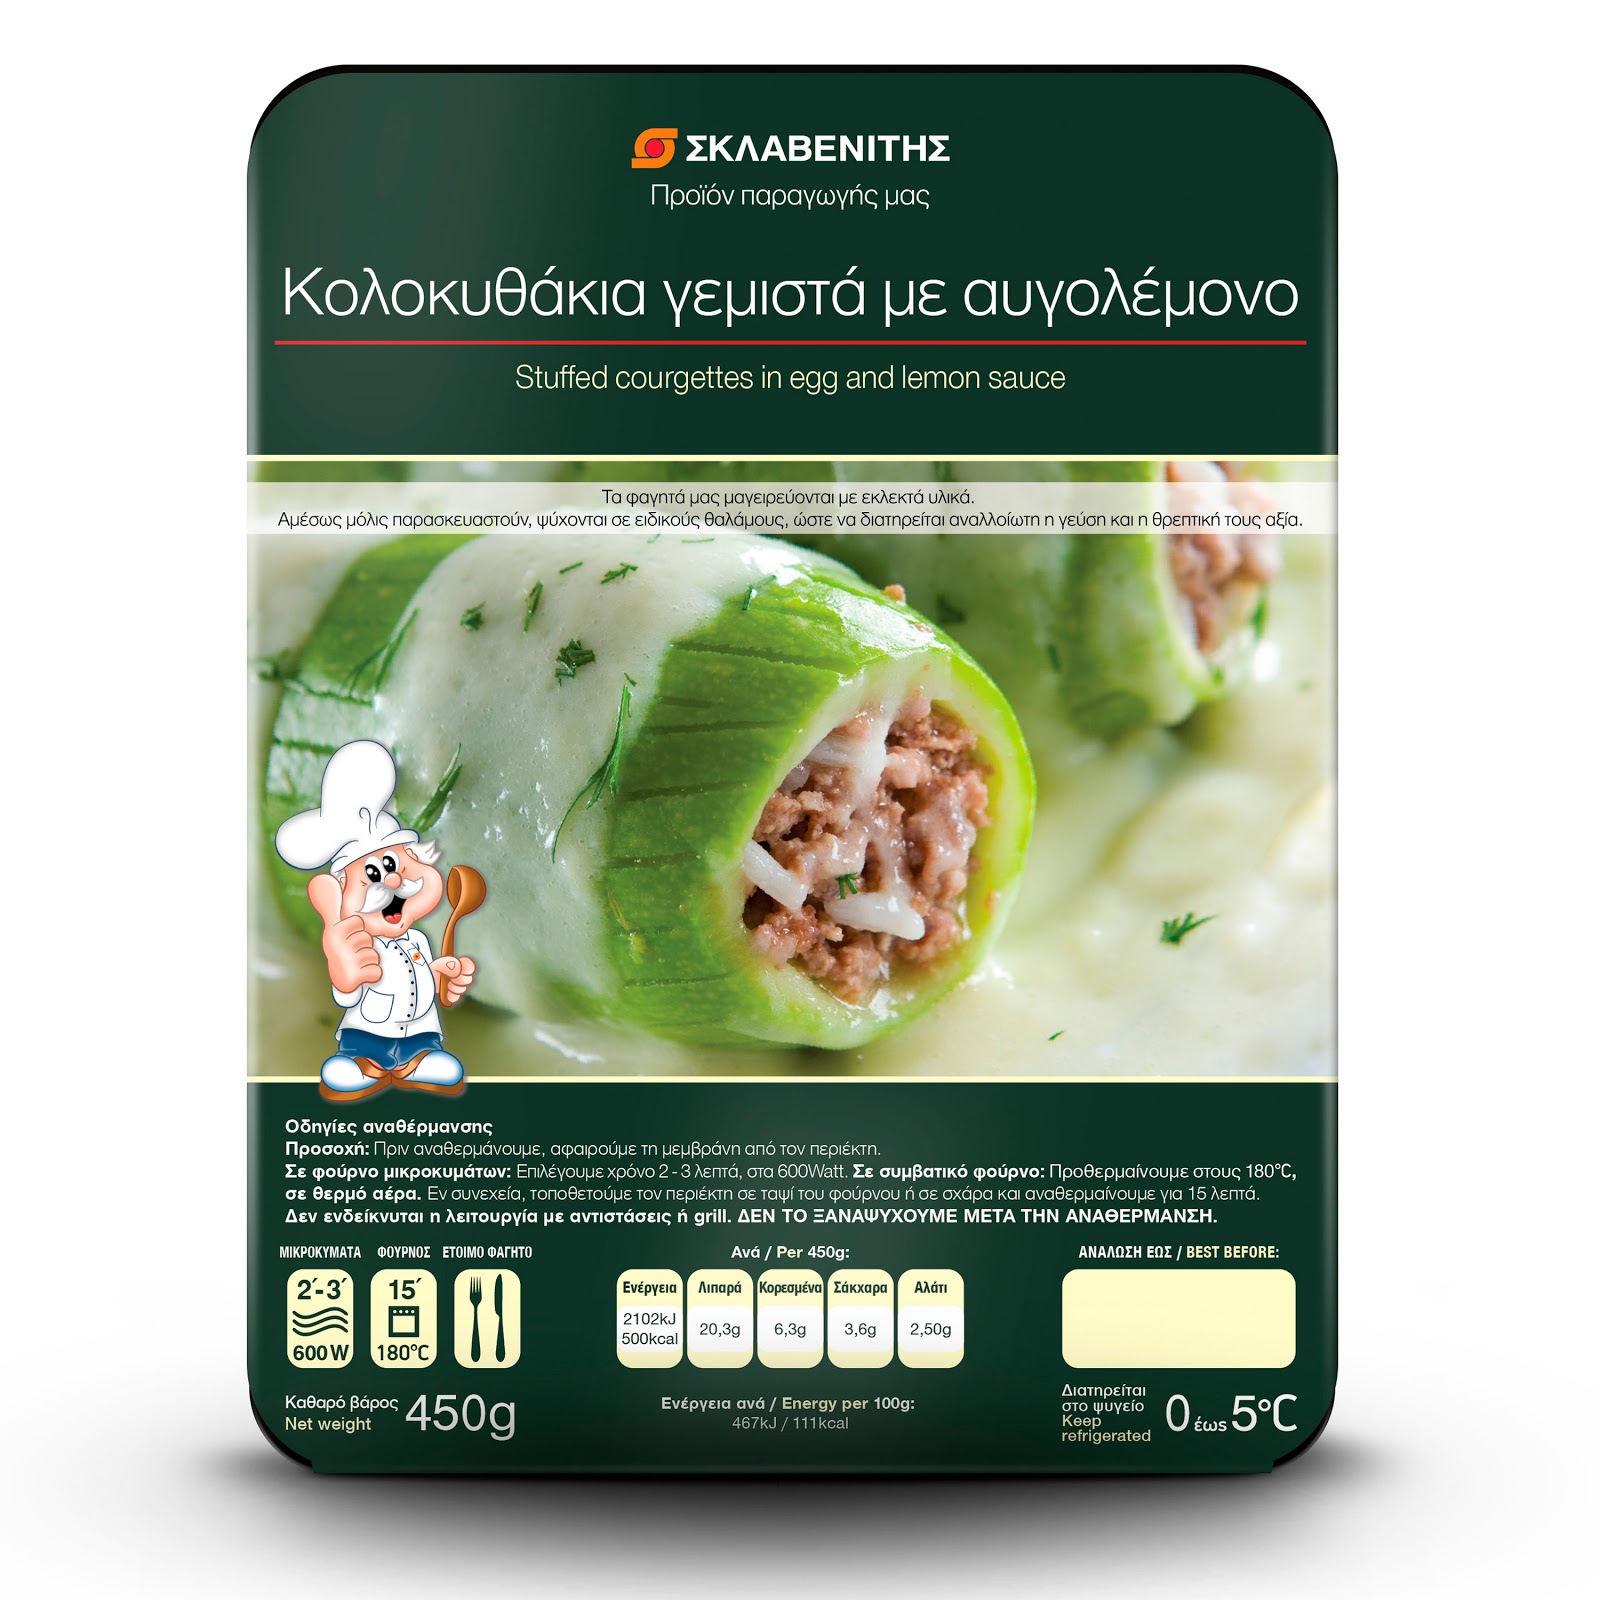 ΣΚΛΑΒΕΝΙΤΗΣ
Προϊόν παραγωγής μας
Κολοκυθάκια γεμιστά με αυγολέμονο
Stuffed courgettes in egg and lemon sauce
Τα φαγητά μας μαγειρεύονται με εκλεκτά υλικά.
Αμέσως μόλις παρασκευαστούν, ψύχονται σε ειδικούς θαλάμους, ώστε να διατηρείται αναλλοίωτη η γεύση και η θρεπτική τους αξία.
Οδηγίες αναθέρμανσης
Προσοχή: Πριν αναθερμάνουμε, αφαιρούμε τη μεμβράνη από τον περιέκτη.
Σε φούρνο μικροκυμάτων: Επιλέγουμε χρόνο 2 - 3 λεπτά, στα 600Watt. Σε συμβατικό φούρνο: Προθερμαίνουμε στους 180°C,
σε θερμό αέρα. Εν συνεχεία, τοποθετούμε τον περιέκτη σε ταψί του φούρνου ή σε σχάρα και αναθερμαίνουμε για 15 λεπτά.
Δεν ενδείκνυται η λειτουργία με αντιστάσεις ή grill. ΔΕΝ ΤΟ ΞΑΝΑΨΥΧΟΥΜΕ ΜΕΤΑ ΤΗΝ ΑΝΑΘΕΡΜΑΝΣΗ.
ΜΙΚΡΟΚΥΜΑΤΑ ΦΟΥΡΝΟΣ ΕΤΟΙΜΟ ΦΑΓΗΤΟ
2΄-3΄ 15΄
600W 180°C
Ανά / Per 450g:
Ενέργεια Λιπαρά Κορεσμένα Σάκχαρα Αλάτι
2102kJ
500kcal 20,3g 6,3g 3,6g 2,50g
ΑΝΑΛΩΣΗ ΕΩΣ / BEST BEFORE:
Καθαρό βάρος
Net weight 450g
Ενέργεια ανά / Energy per 100g:
467kJ / 111kcal
Διατηρείται
στο ψυγείο
Keep
refrigerated
0 έως 5°C